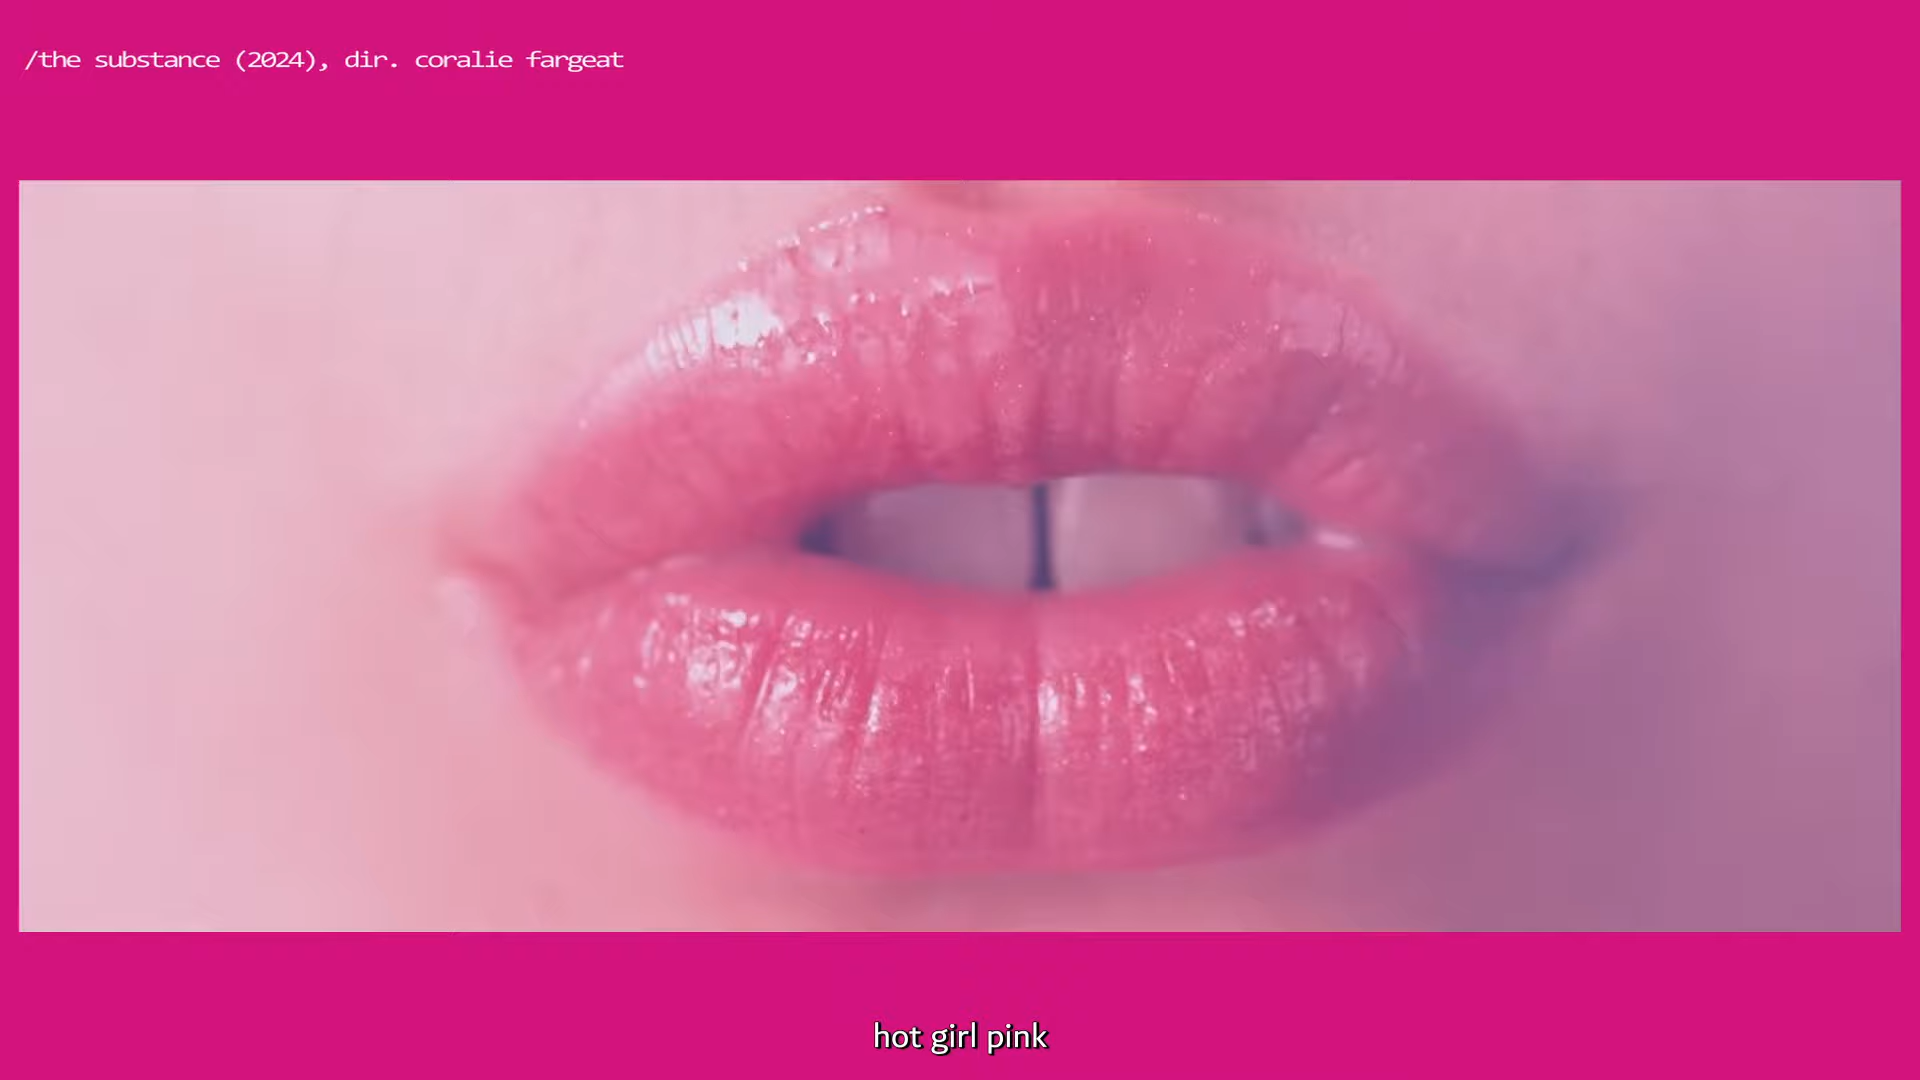 /the substance (2024), dir. coralie fargeat
hot girl pink